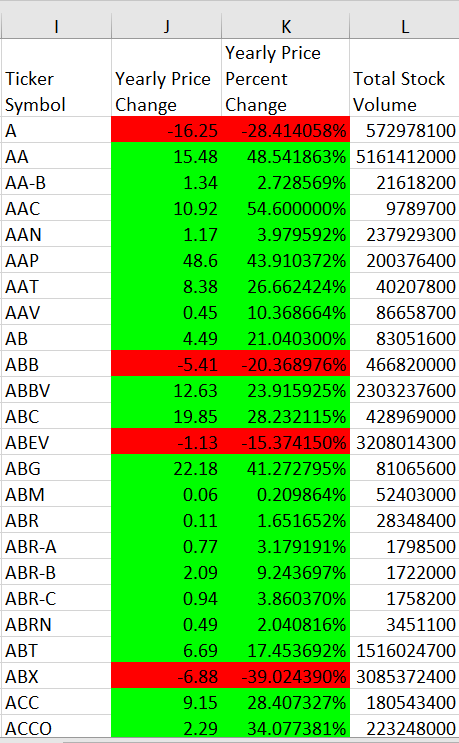 I J K L
Yearly Price
Ticker Yearly Price Percent Total Stock
Symbol Change Change Volume
A -16.25 -28.414058% 572978100
AA 15.48 48.541863% 5161412000
AA-B 1.34 2.728569% 21618200
AAC 10.92 54.600000% 9789700
AAN 1.17 3.979592% 237929300
AAP 48.6 43.910372% 200376400
AAT 8.38 26.662424% 40207800
AAV 0.45 10.368664% 86658700
AB 4.49 21.040300% 83051600
ABB -5.41 -20.368976% 466820000
ABBV 12.63 23.915925% 2303237600
ABC 19.85 28.232115% 428969000
ABEV -1.13 -15.374150% 3208014300
ABG 22.18 41.272795% 81065600
ABM 0.06 0.209864% 52403000
ABR 0.11 1.651652% 28348400
ABR-A 0.77 3.179191% 1798500
ABR-B 2.09 9.243697% 1722000
ABR-C 0.94 3.860370% 1758200
ABRN 0.49 2.040816% 3451100
ABT 6.69 17.453692% 1516024700
ABX -6.88 -39.024390% 3085372400
ACC 9.15 28.407327% 180543400
ACCO 2.29 34.077381% 223248000